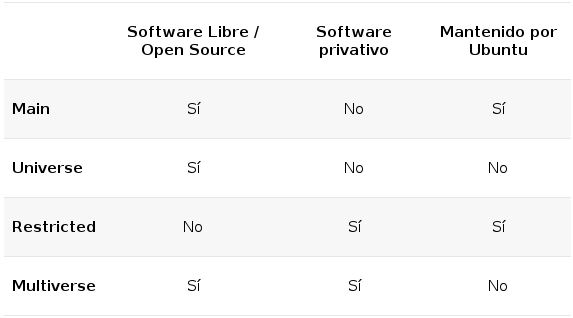 Software Libre / Open Source
Software privativo
Mantenido por Ubuntu
Main Sí No Sí
Universe Sí No No
Restricted No Sí Sí
Multiverse Sí Sí No